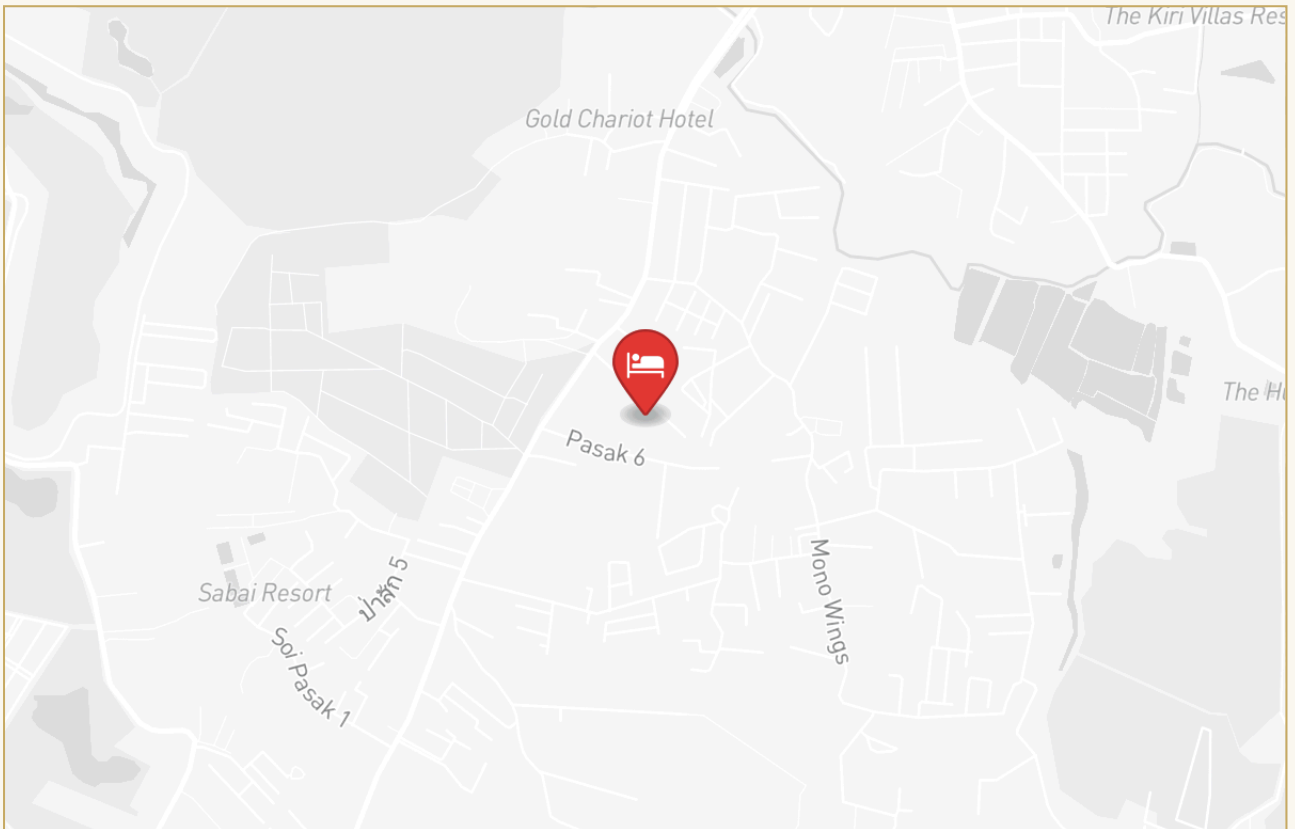 The Kiri Villas Res
Gold Chariot Hotel
The Hu
Pasak 6
Mono Wings
ป่าสัก 5
Sabai Resort
Soi Pasak 1